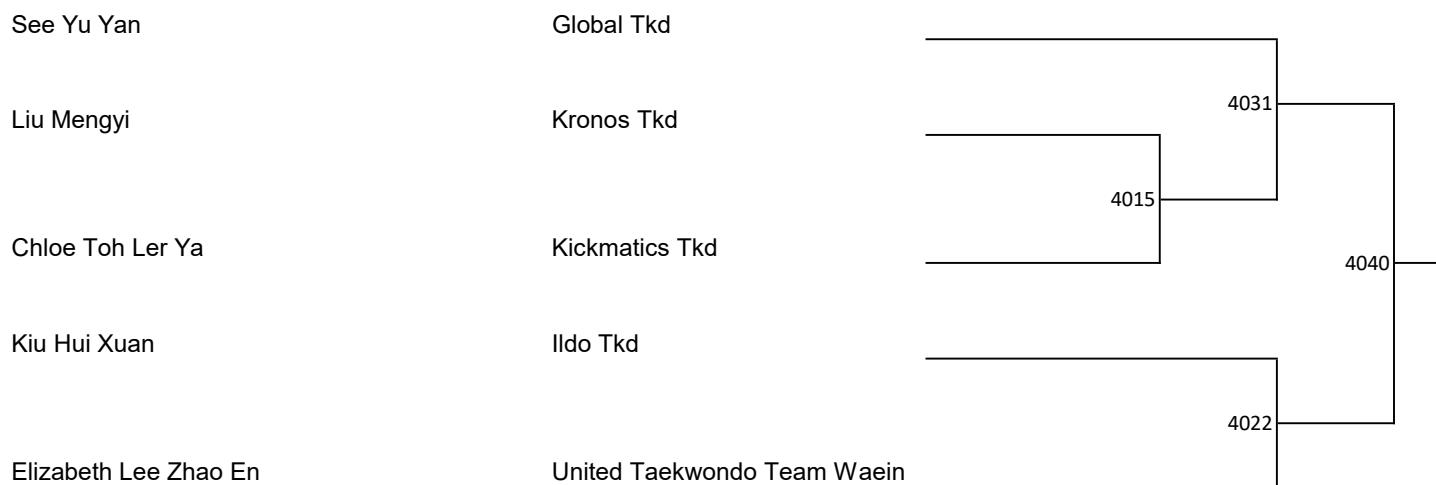 See Yu Yan Global Tkd
4031
Liu Mengyi Kronos Tkd
4015
Chloe Toh Ler Ya Kickmatics Tkd
4040
Kiu Hui Xuan Ildo Tkd
4022
Elizabeth Lee Zhao En United Taekwondo Team Waein